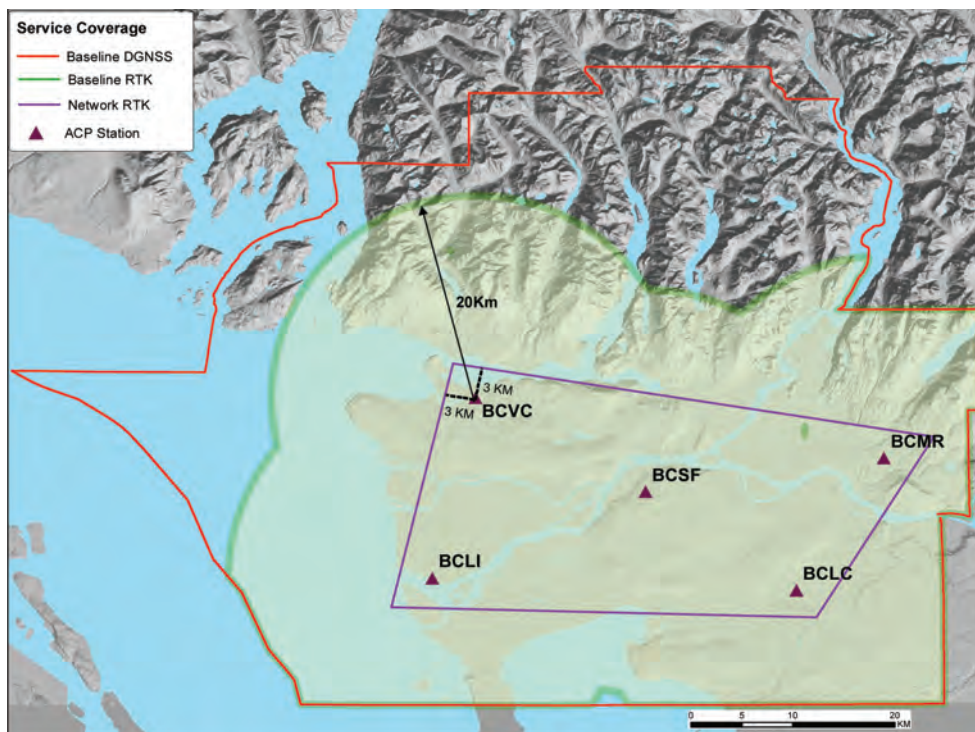 Service Coverage
Baseline DGNSS
Baseline RTK
Network RTK
ACP Station
20Km
3 KM
3 KM
BCVC
BCMR
BCSF
BCLI
BCLC
0 5 10 20
KM